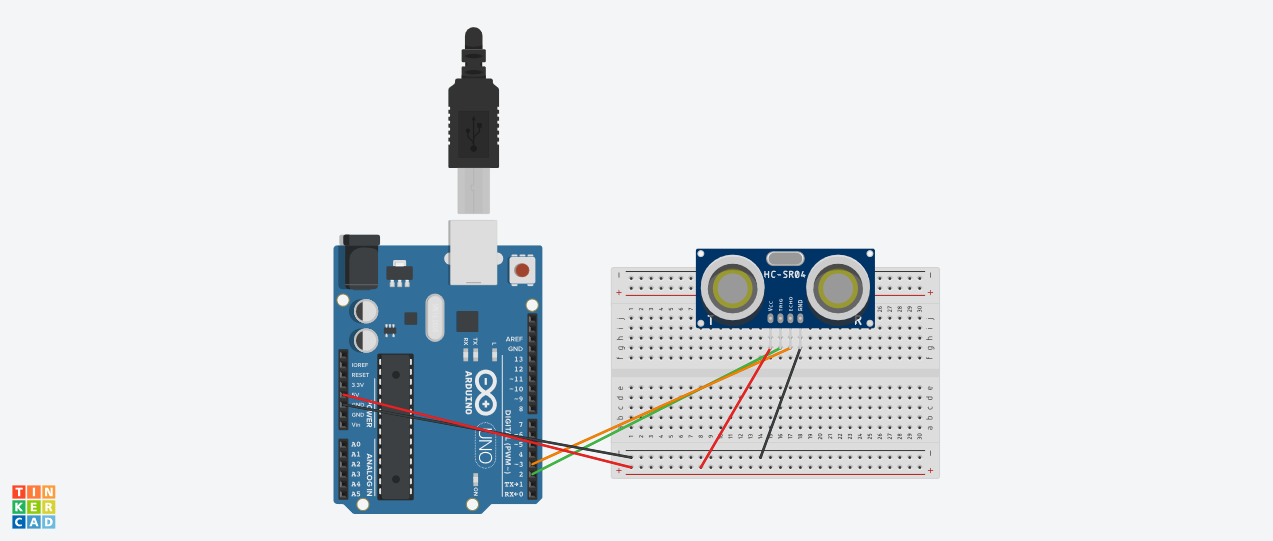 HC-SR04
VCC
TRIG
ECHO
GND
T
R
IOREF
RESET
3.3V
5V
GND
GND
Vin
POWER
A0
A1
A2
A3
A4
A5
ANALOG IN
AREF
GND
13
12
~11
~10
~9
8
7
~6
~5
4
~3
2
TX→1
RX←0
DIGITAL (PWM~)
RX
TX
L
ARDUINO
UNO
ON
j
i
h
g
f
e
d
c
b
a
TIN
KER
CAD